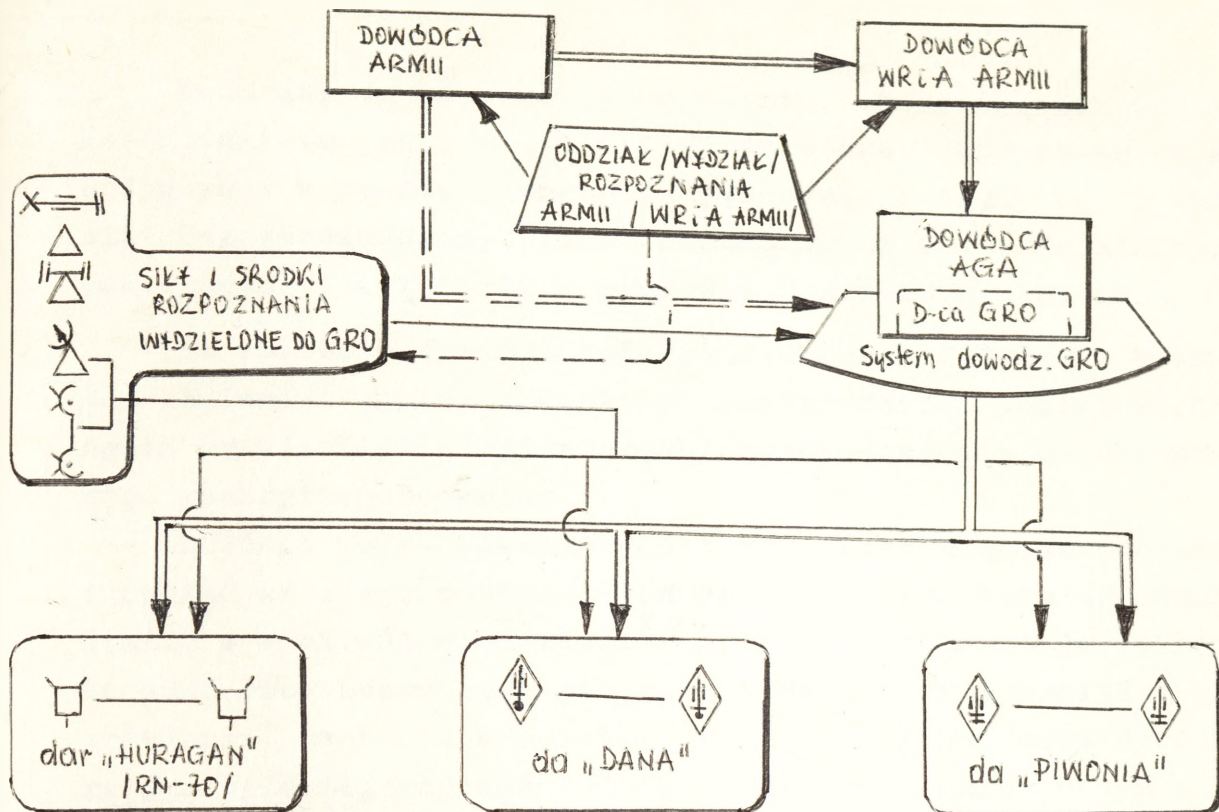 DOWÓDCA
ARMII
DOWÓDCA
WRiA ARMII
ODDZIAŁ /WYDZIAŁ/
ROZPOZNANIA
ARMII / WRiA ARMII/
DOWÓDCA
AGA
D-ca GRO
System dowodz. GRO
SIŁY I SRODKI
ROZPOZNANIA
WYDZIELONE DO GRO
dar „HURAGAN"
/RN-70/
da „DANA"
da „PIWONIA"